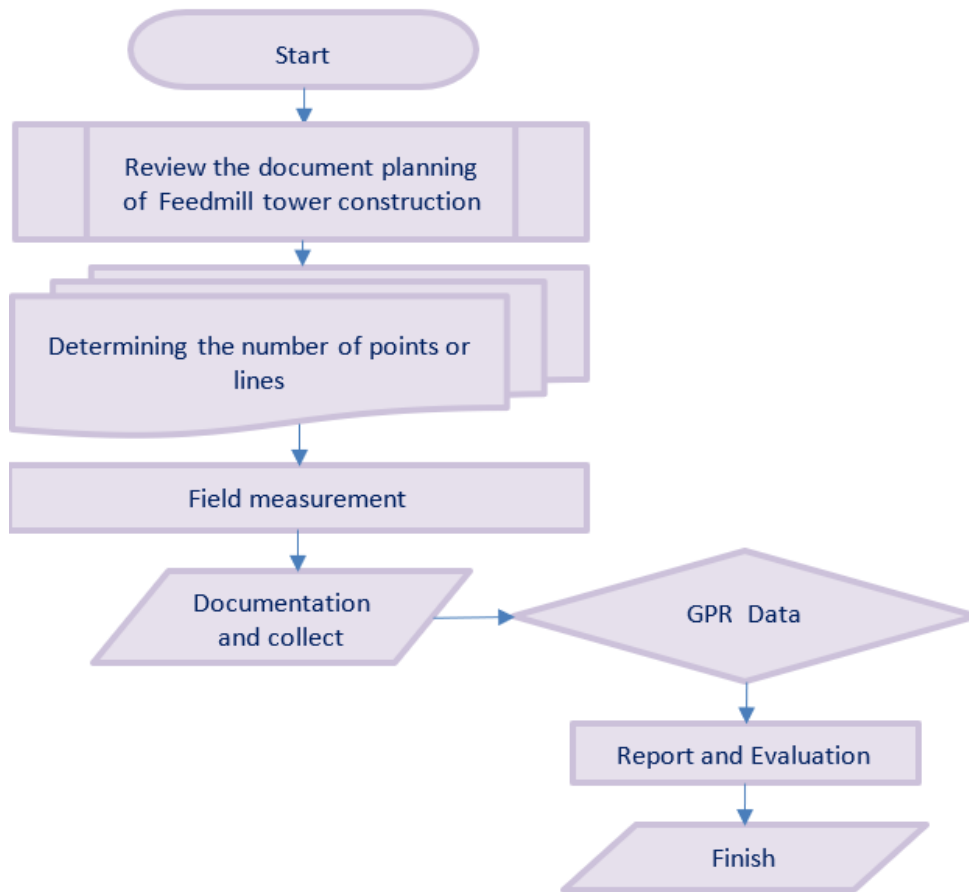 Start
Review the document planning
of Feedmill tower construction
Determining the number of points or
lines
Field measurement
Documentation
and collect
GPR Data
Report and Evaluation
Finish